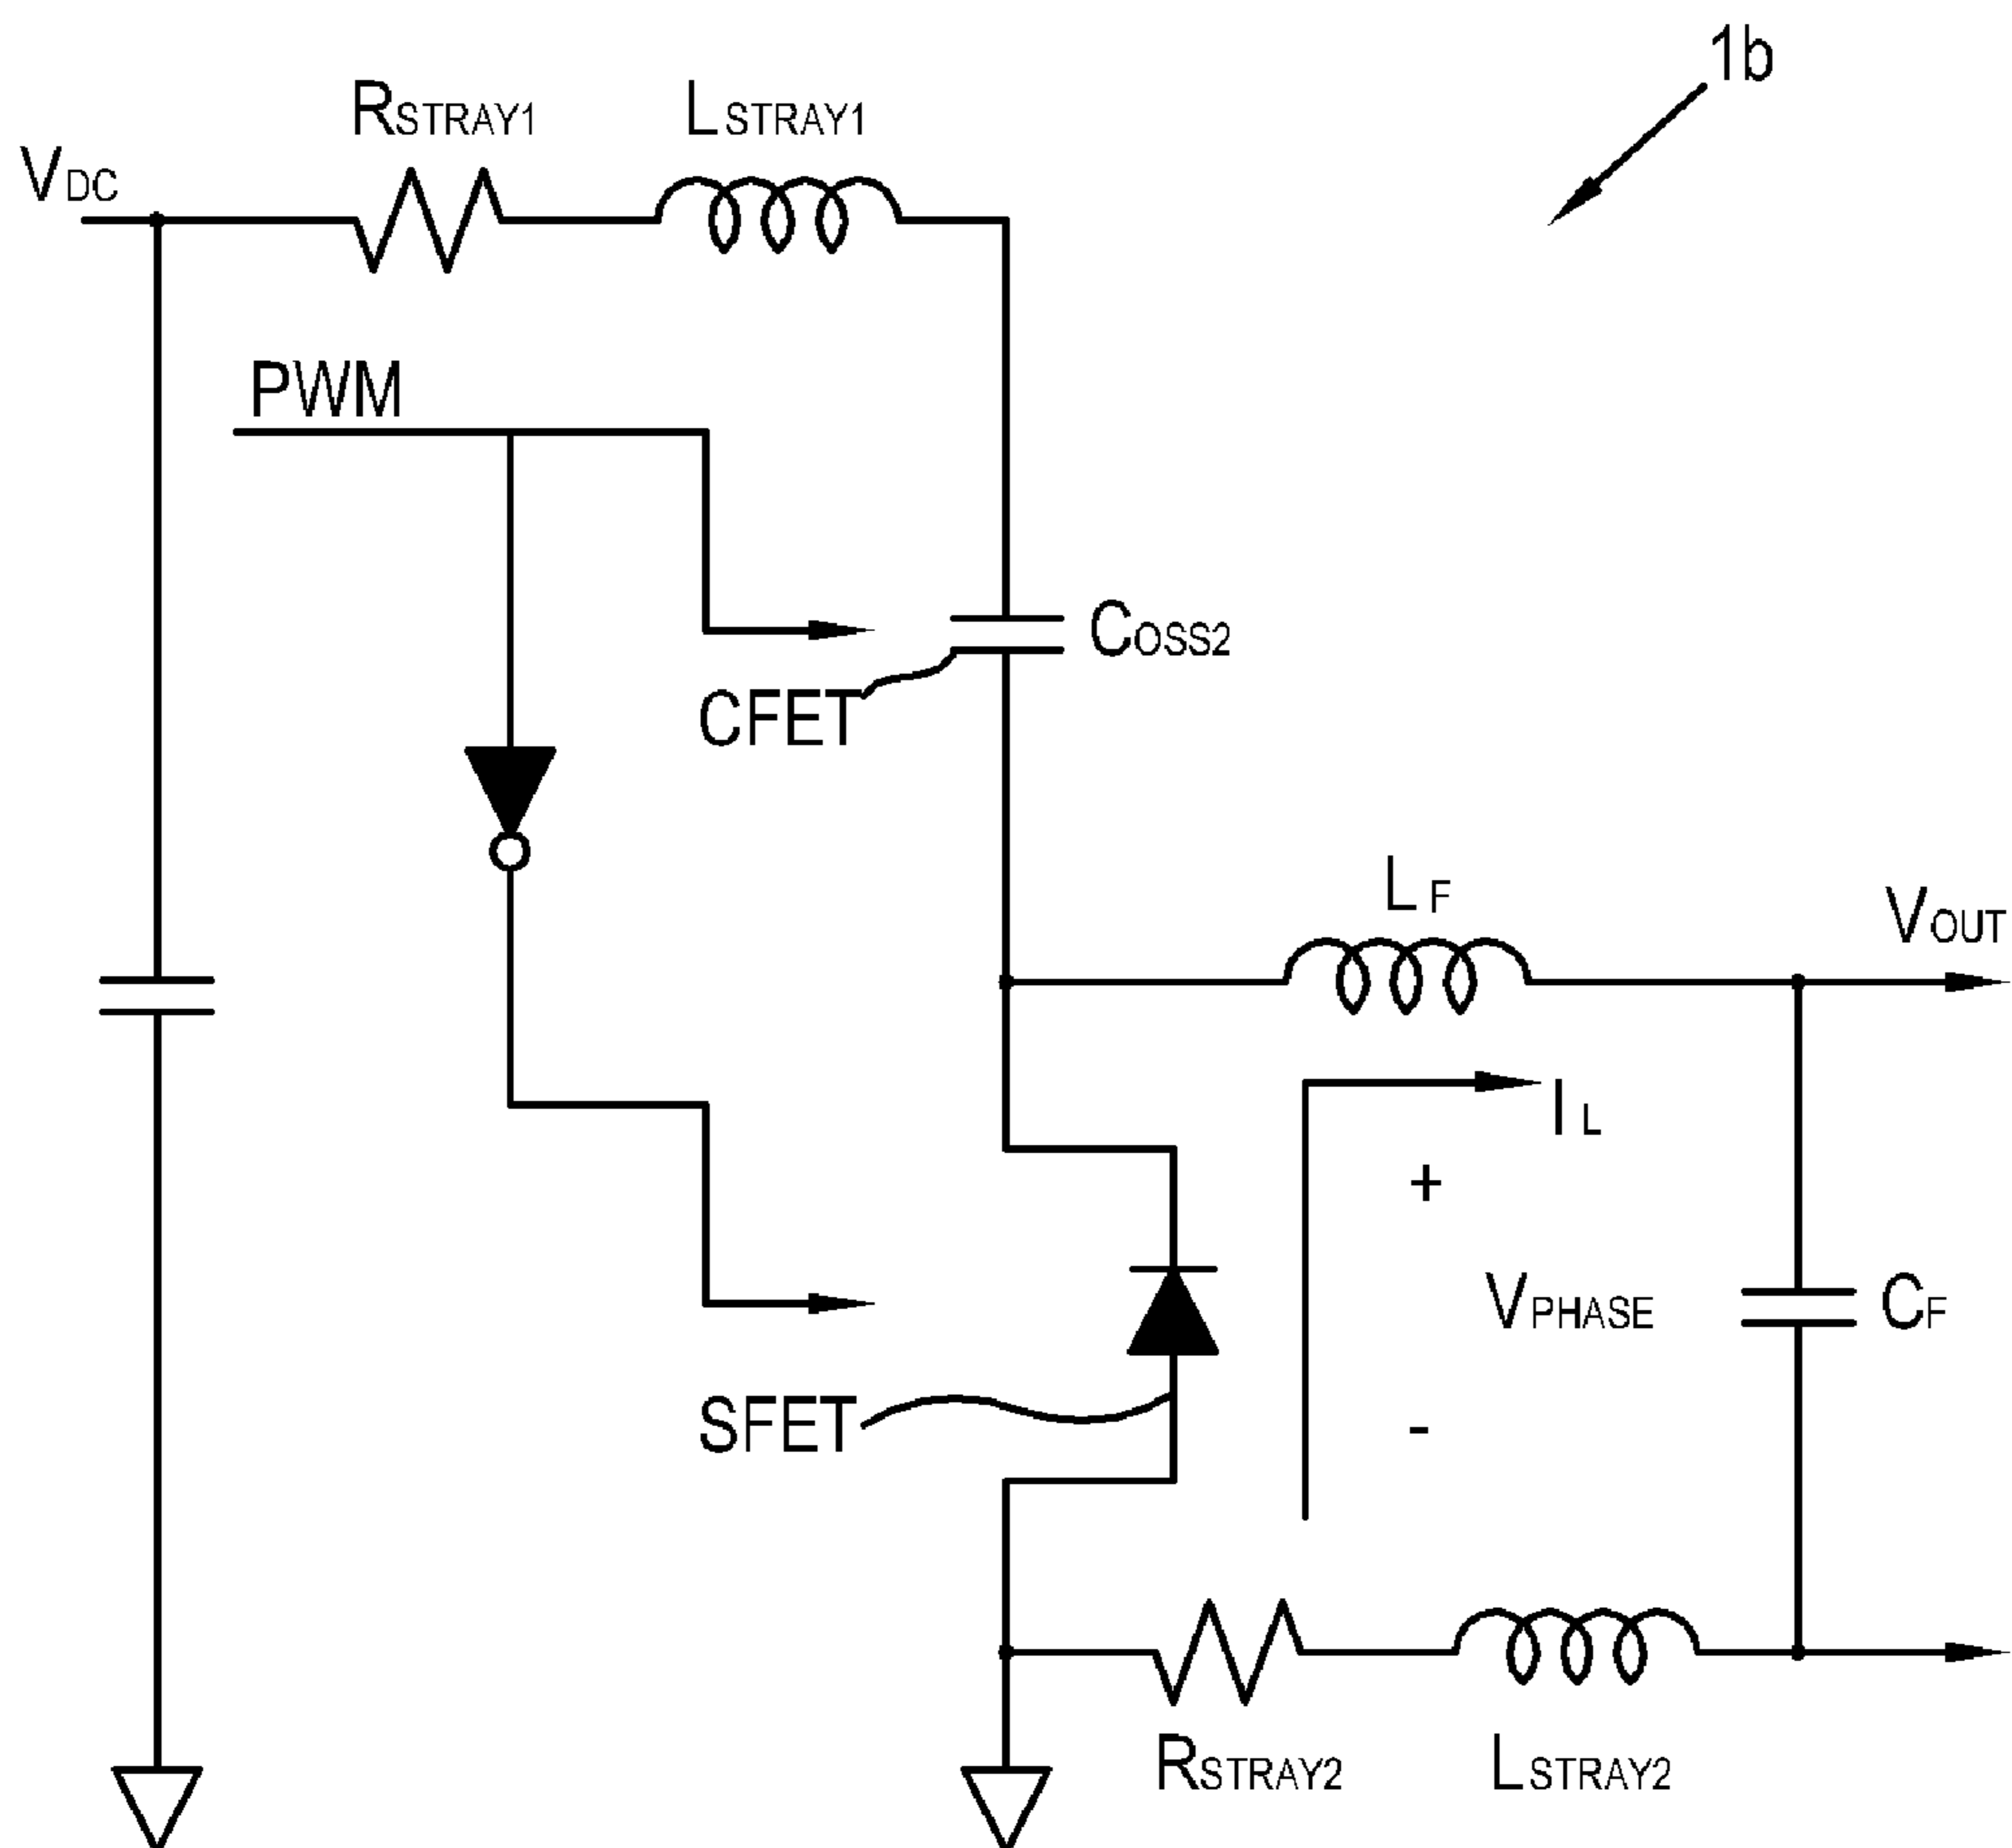 1b
RSTRAY1
LSTRAY1
VDC
PWM
COSS2
CFET
LF
VOUT
IL
+
VPHASE
CF
-
SFET
RSTRAY2
LSTRAY2